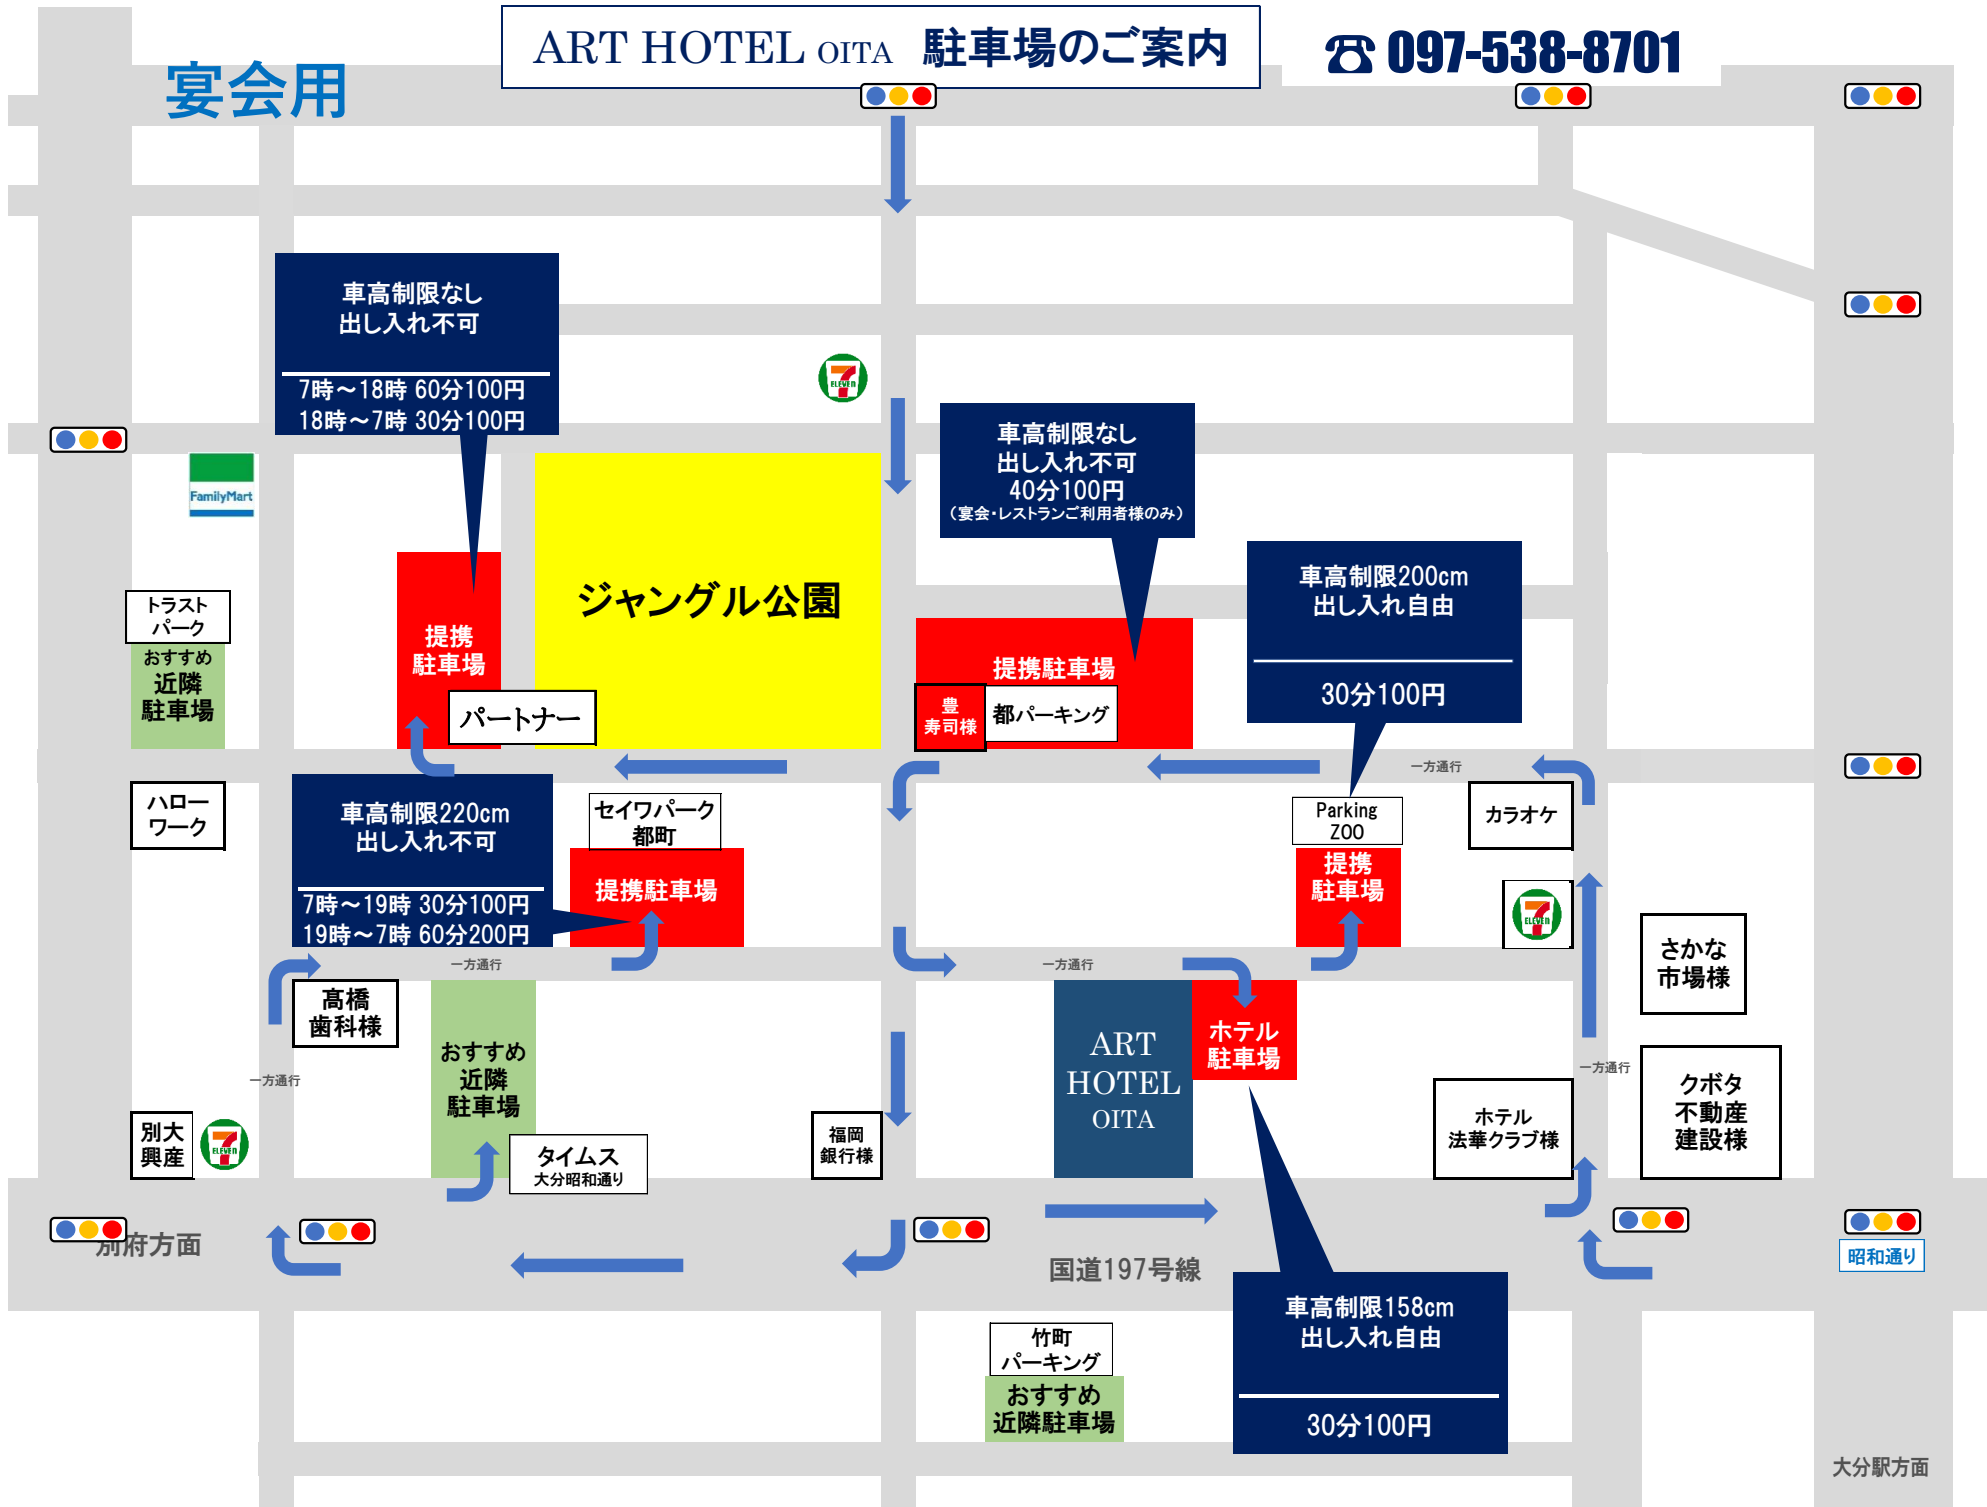 ART HOTEL OITA 駐車場のご案内
☎ 097-538-8701
宴会用
車高制限なし
出し入れ不可
7時～18時 60分100円
18時～7時 30分100円
7
ELEVEn
車高制限なし
出し入れ不可
40分100円
（宴会・レストランご利用者様のみ）
FamilyMart
ジャングル公園
車高制限200cm
出し入れ自由
30分100円
トラスト
パーク
おすすめ
近隣
駐車場
提携
駐車場
パートナー
提携駐車場
豊
寿司様
都パーキング
一方通行
ハロー
ワーク
車高制限220cm
出し入れ不可
7時～19時 30分100円
19時～7時 60分200円
セイワパーク
都町
提携駐車場
Parking
ZOO
提携
駐車場
カラオケ
7
ELEVEn
さかな
市場様
一方通行
一方通行
髙橋
歯科様
おすすめ
近隣
駐車場
ART
HOTEL
OITA
ホテル
駐車場
一方通行
一方通行
別大
興産
7
ELEVEn
タイムス
大分昭和通り
福岡
銀行様
ホテル
法華クラブ様
クボタ
不動産
建設様
別府方面
国道197号線
昭和通り
車高制限158cm
出し入れ自由
30分100円
竹町
パーキング
おすすめ
近隣駐車場
大分駅方面